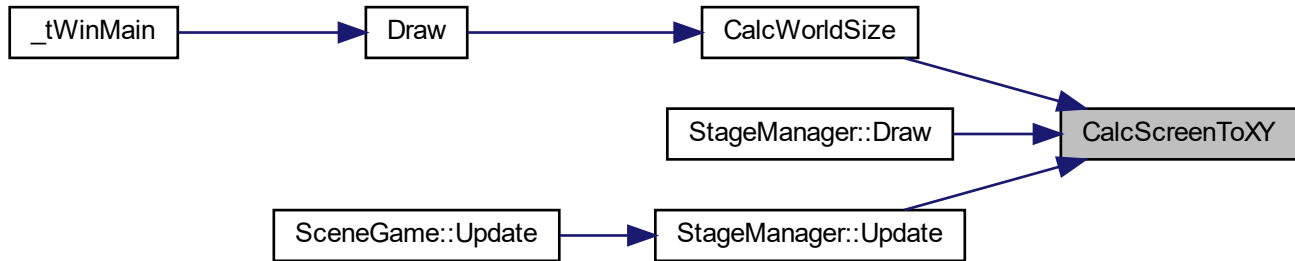 _tWinMain
Draw
CalcWorldSize
StageManager::Draw
CalcScreenToXY
SceneGame::Update
StageManager::Update